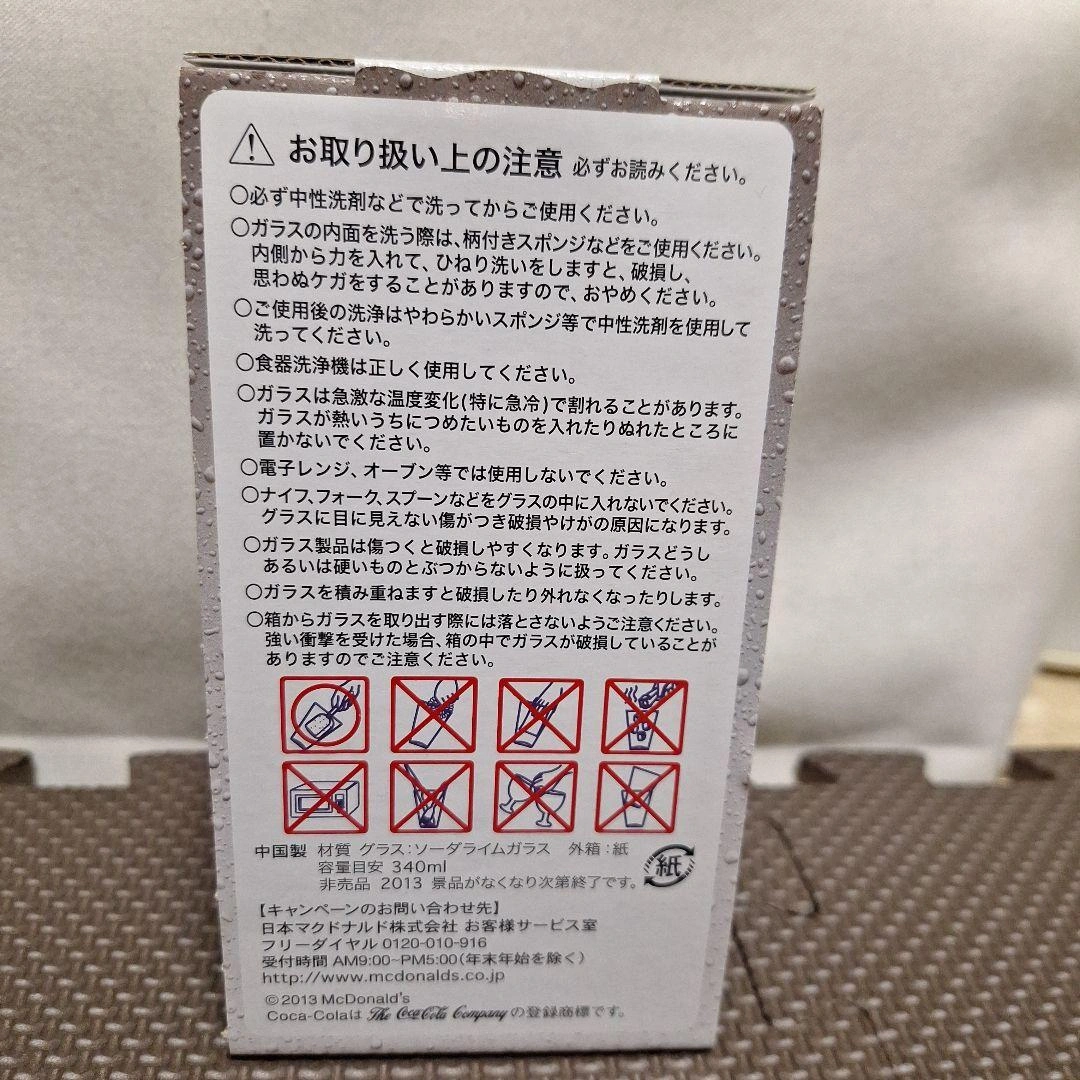 お取り扱い上の注意 必ずお読みください。
○必ず中性洗剤などで洗ってからご使用ください。
○ガラスの内面を洗う際は、柄付きスポンジなどをご使用ください。
内側から力を入れて、ひねり洗いをしますと、破損し、
思わぬケガをすることがありますので、おやめください。
○ご使用後の洗浄はやわらかいスポンジ等で中性洗剤を使用して
洗ってください。
○食器洗浄機は正しく使用してください。
○ガラスは急激な温度変化(特に急冷)で割れることがあります。
ガラスが熱いうちにつめたいものを入れたりぬれたところに
置かないでください。
○電子レンジ、オーブン等では使用しないでください。
○ナイフ、フォーク、スプーンなどをグラスの中に入れないでください。
グラスに目に見えない傷がつき破損やけがの原因になります。
○ガラス製品は傷つくと破損しやすくなります。ガラスどうし
あるいは硬いものとぶつからないように扱ってください。
○ガラスを積み重ねますと破損したり外れなくなったりします。
○箱からガラスを取り出す際には落とさないようご注意ください。
強い衝撃を受けた場合、箱の中でガラスが破損していることが
ありますのでご注意ください。
中国製 材質 グラス:ソーダライムガラス 外箱:紙
容量目安 340ml
非売品 2013 景品がなくなり次第終了です。
紙
【キャンペーンのお問い合わせ先】
日本マクドナルド株式会社 お客様サービス室
フリーダイヤル 0120-010-916
受付時間 AM9:00~PM5:00(年末年始を除く)
http://www.mcdonalds.co.jp
©2013 McDonald's
Coca-Colaは The Coca-Cola Company の登録商標です。